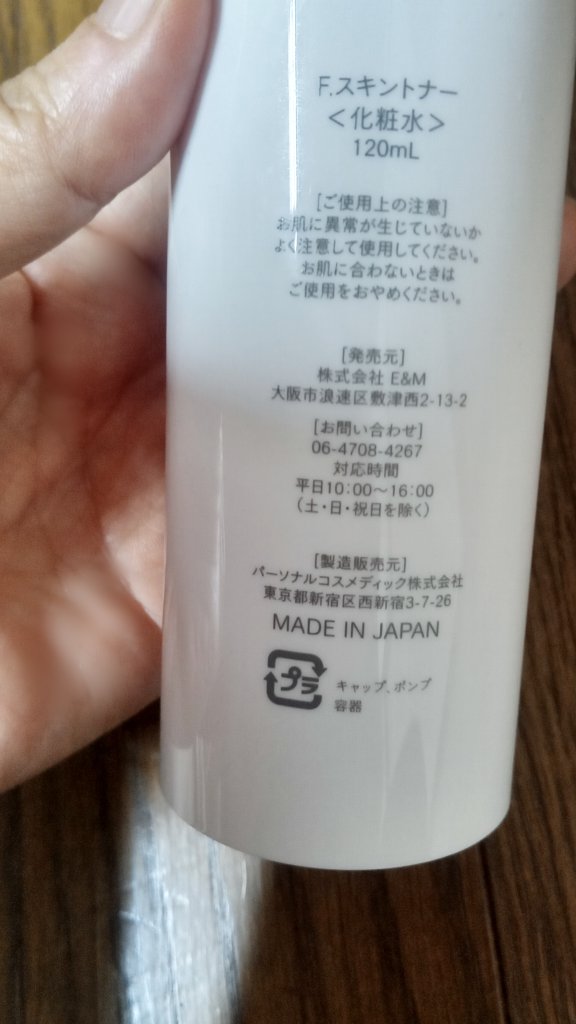 F.スキントナー
＜化粧水＞
120mL
[ご使用上の注意]
お肌に異常が生じていないか
よく注意して使用してください。
お肌に合わないときは
ご使用をおやめください。
[発売元]
株式会社 E&M
大阪市浪速区敷津西2-13-2
[お問い合わせ]
06-4708-4267
対応時間
平日10:00〜16:00
（土・日・祝日を除く）
[製造販売元]
パーソナルコスメディック株式会社
東京都新宿区西新宿3-7-26
MADE IN JAPAN
プラ キャップ、ポンプ
容器